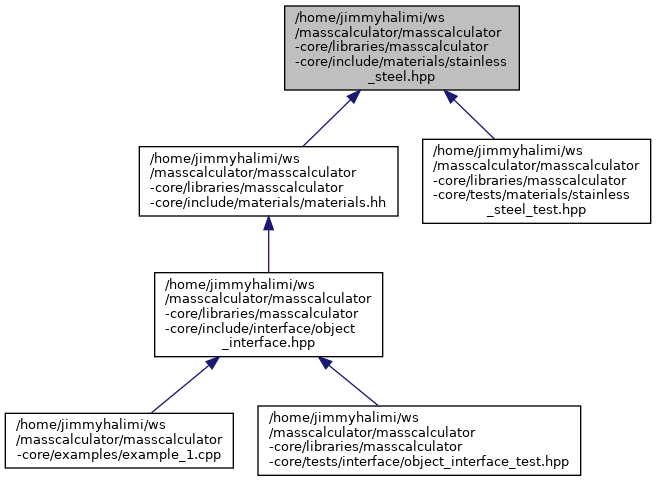 /home/jimmyhalimi/ws
/masscalculator/masscalculator
-core/libraries/masscalculator
-core/include/materials/stainless
_steel.hpp
/home/jimmyhalimi/ws
/masscalculator/masscalculator
-core/libraries/masscalculator
-core/include/materials/materials.hh
/home/jimmyhalimi/ws
/masscalculator/masscalculator
-core/libraries/masscalculator
-core/tests/materials/stainless
_steel_test.hpp
/home/jimmyhalimi/ws
/masscalculator/masscalculator
-core/libraries/masscalculator
-core/include/interface/object
_interface.hpp
/home/jimmyhalimi/ws
/masscalculator/masscalculator
-core/examples/example_1.cpp
/home/jimmyhalimi/ws
/masscalculator/masscalculator
-core/libraries/masscalculator
-core/tests/interface/object_interface_test.hpp